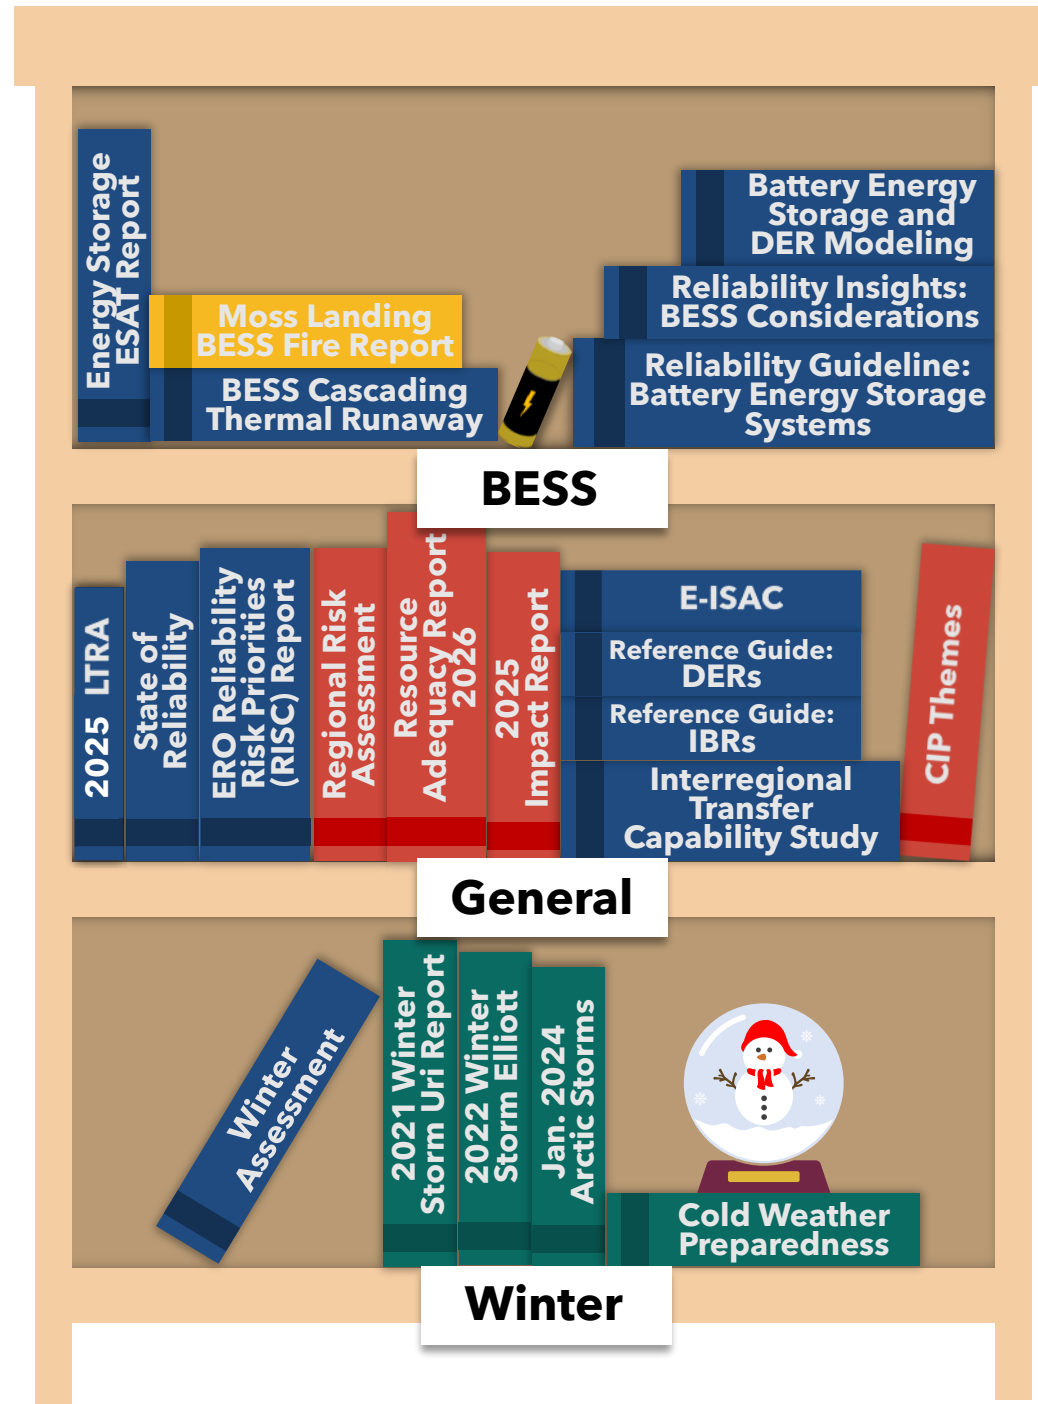 Energy Storage
ESAT Report
Moss Landing
BESS Fire Report
BESS Cascading
Thermal Runaway
Battery Energy
Storage and
DER Modeling
Reliability Insights:
BESS Considerations
Reliability Guideline:
Battery Energy Storage
Systems
BESS
2025 LTRA
State of
Reliability
ERO Reliability
Risk Priorities
(RISC) Report
Regional Risk
Assessment
Resource
Adequacy Report
2026
2025
Impact Report
E-ISAC
Reference Guide:
DERs
Reference Guide:
IBRs
Interregional
Transfer
Capability Study
CIP Themes
General
Winter
Assessment
2021 Winter
Storm Uri Report
2022 Winter
Storm Elliott
Jan. 2024
Arctic Storms
Cold Weather
Preparedness
Winter